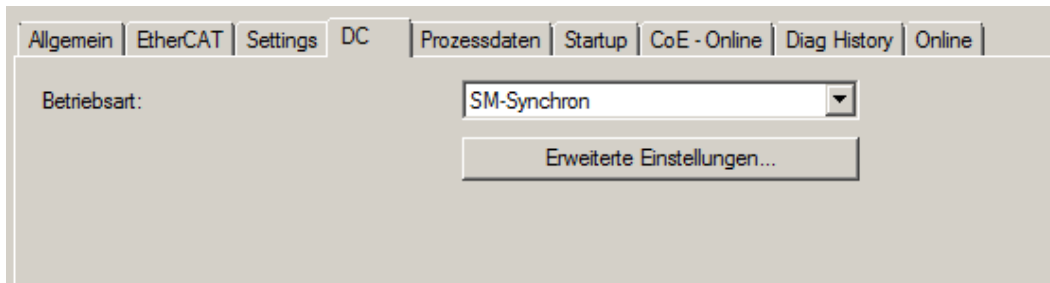 Allgemein EtherCAT Settings DC Prozessdaten Startup CoE - Online Diag History Online
Betriebsart: SM-Synchron
Erweiterte Einstellungen...